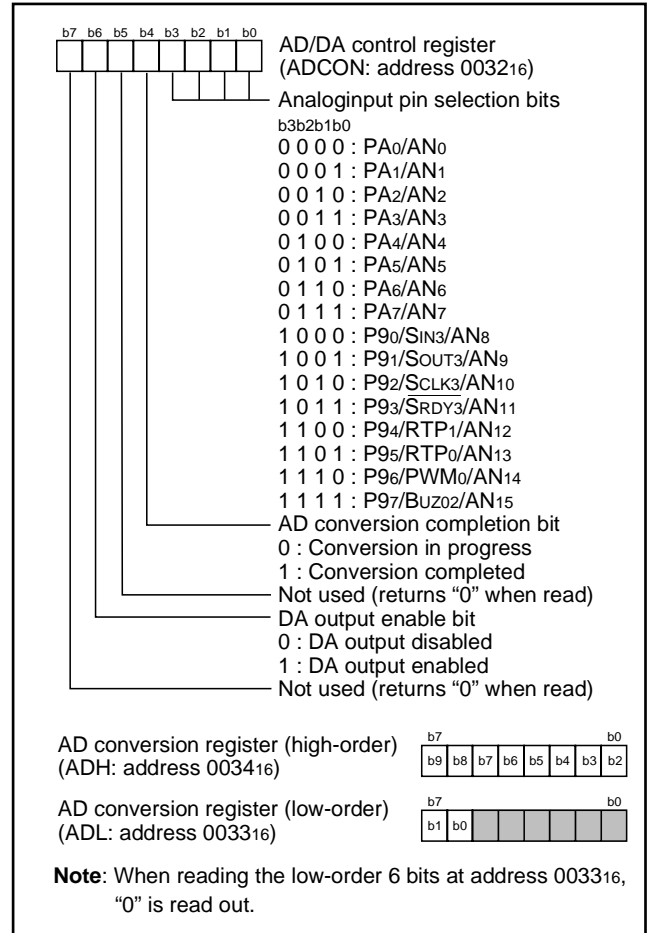 b7 b6 b5 b4 b3 b2 b1 b0
AD/DA control register
(ADCON: address 003216)
Analoginput pin selection bits
b3b2b1b0
0 0 0 0 : PA0/AN0
0 0 0 1 : PA1/AN1
0 0 1 0 : PA2/AN2
0 0 1 1 : PA3/AN3
0 1 0 0 : PA4/AN4
0 1 0 1 : PA5/AN5
0 1 1 0 : PA6/AN6
0 1 1 1 : PA7/AN7
1 0 0 0 : P90/SIN3/AN8
1 0 0 1 : P91/SOUT3/AN9
1 0 1 0 : P92/SCLK3/AN10
1 0 1 1 : P93/SRDY3/AN11
1 1 0 0 : P94/RTP1/AN12
1 1 0 1 : P95/RTP0/AN13
1 1 1 0 : P96/PWM0/AN14
1 1 1 1 : P97/BUZ02/AN15
AD conversion completion bit
0 : Conversion in progress
1 : Conversion completed
Not used (returns “0” when read)
DA output enable bit
0 : DA output disabled
1 : DA output enabled
Not used (returns “0” when read)
AD conversion register (high-order)
(ADH: address 003416)
b7 b0
b9 b8 b7 b6 b5 b4 b3 b2
AD conversion register (low-order)
(ADL: address 003316)
b7 b0
b1 b0
Note: When reading the low-order 6 bits at address 003316,
“0” is read out.